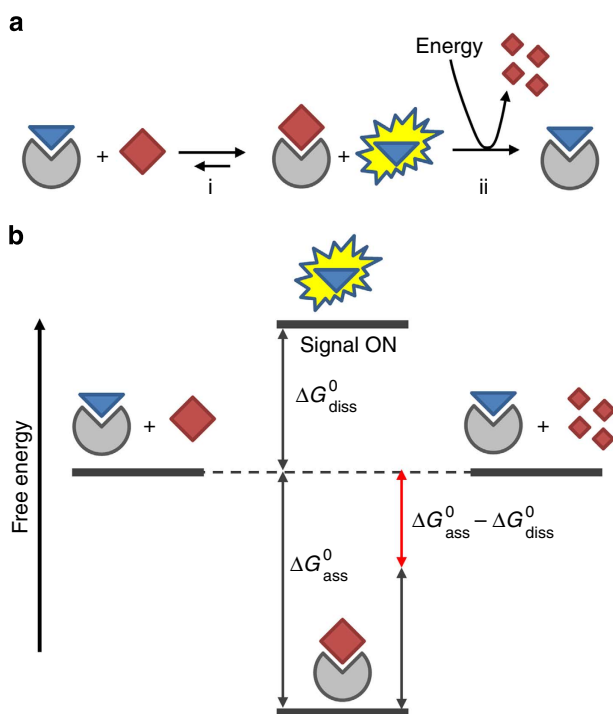 a
Energy
+
+
i
ii
b
Signal ON
ΔG⁰diss
+
+
Free energy
ΔG⁰ass – ΔG⁰diss
ΔG⁰ass